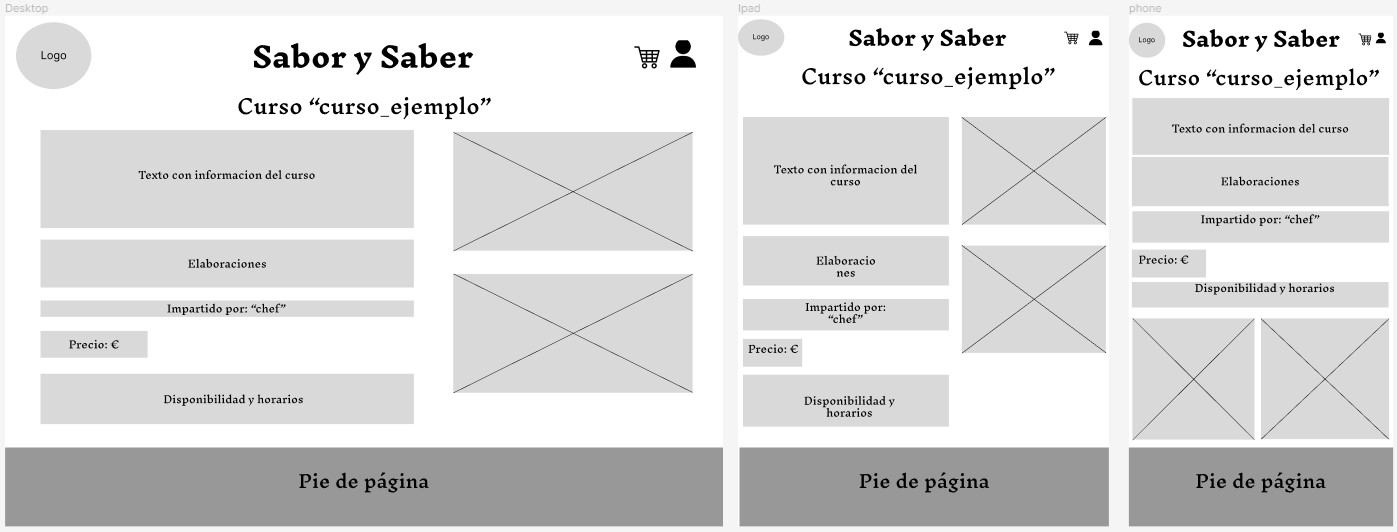 Desktop
Logo
Sabor y Saber
Curso “curso_ejemplo”
Texto con informacion del curso
Elaboraciones
Impartido por: “chef”
Precio: €
Disponibilidad y horarios
Pie de página
Ipad
Logo
Sabor y Saber
Curso “curso_ejemplo”
Texto con informacion del
curso
Elaboracio
nes
Impartido por:
“chef”
Precio: €
Disponibilidad y
horarios
Pie de página
phone
Logo
Sabor y Saber
Curso “curso_ejemplo”
Texto con informacion del curso
Elaboraciones
Impartido por: “chef”
Precio: €
Disponibilidad y horarios
Pie de página